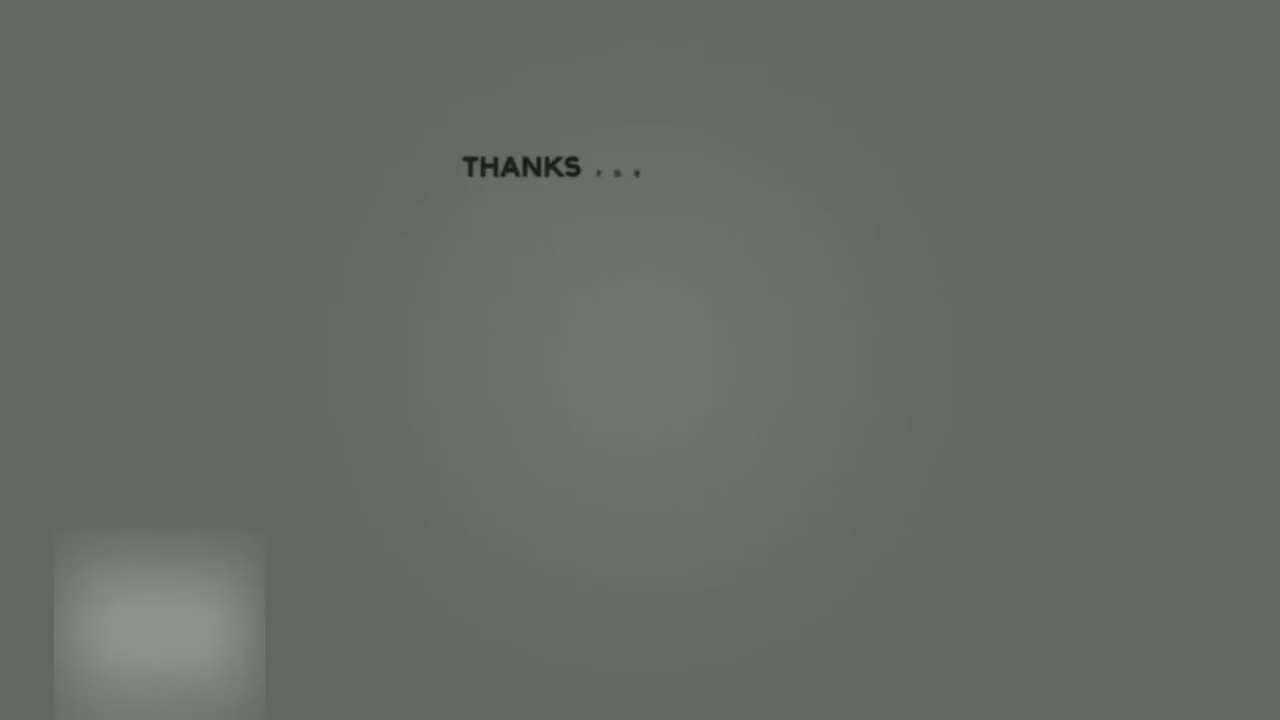 THANKS . . .